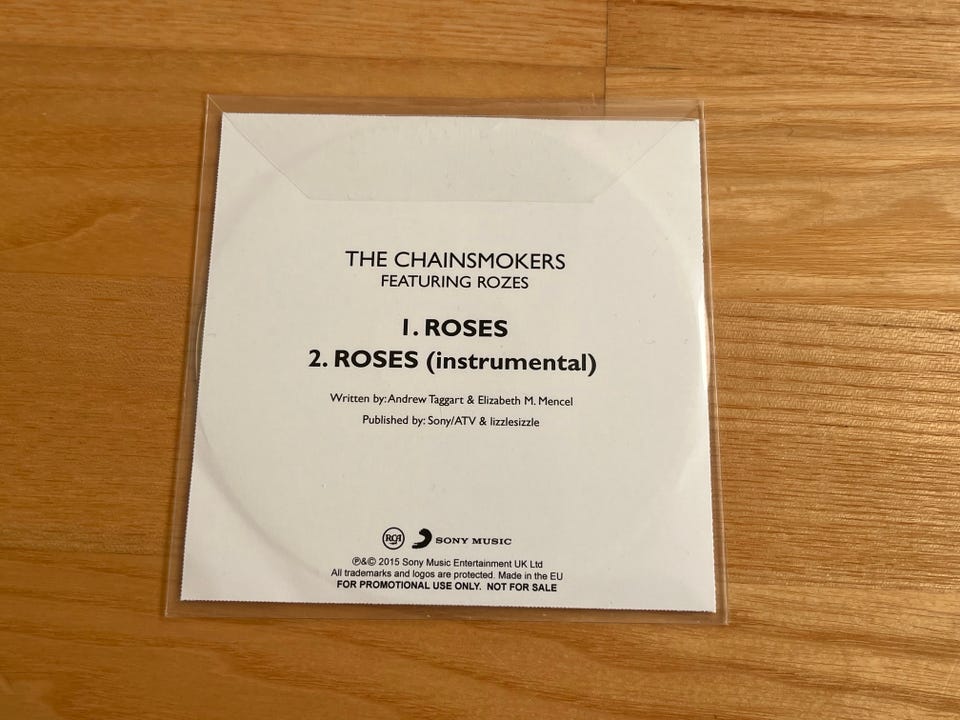 THE CHAINSMOKERS
FEATURING ROZES
1. ROSES
2. ROSES (instrumental)
Written by: Andrew Taggart & Elizabeth M. Mencel
Published by: Sony/ATV & lizzlesizzle
RCA SONY MUSIC
℗&© 2015 Sony Music Entertainment UK Ltd
All trademarks and logos are protected. Made in the EU
FOR PROMOTIONAL USE ONLY. NOT FOR SALE